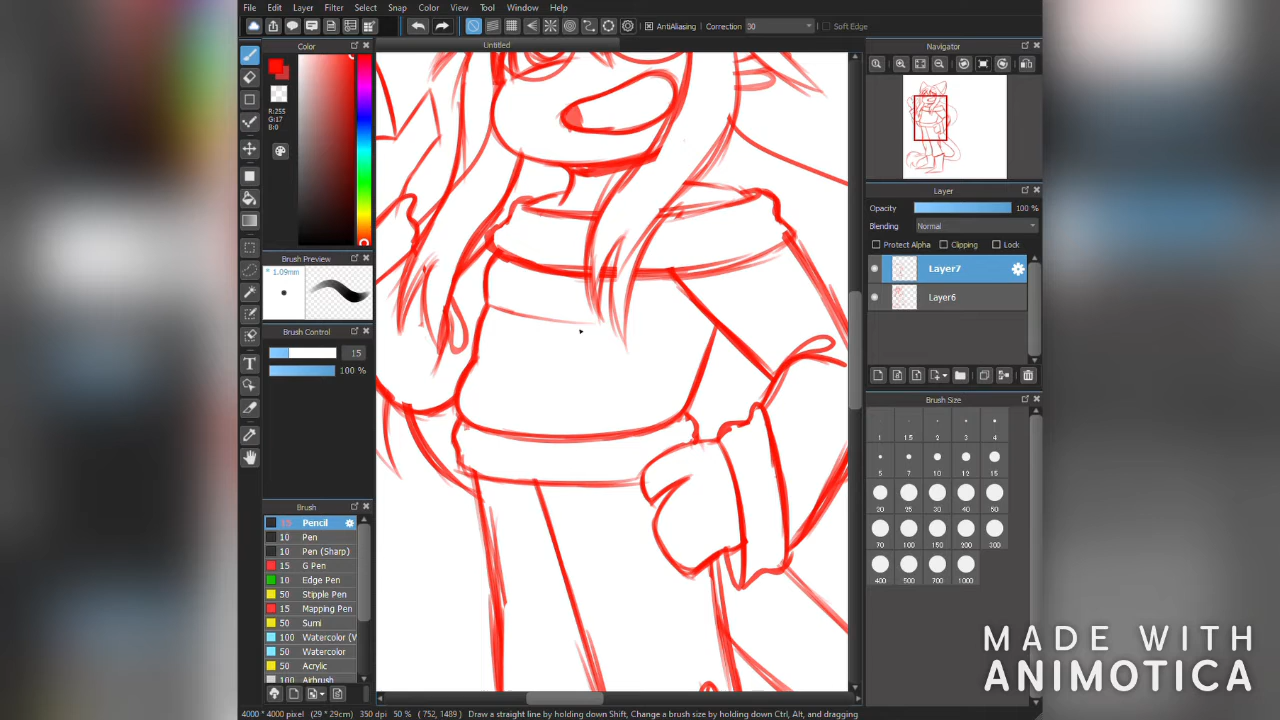 File Edit Layer Filter Select Snap Color View Tool Window Help
AntiAliasing Correction 30 Soft Edge
Color
Untitled
Navigator
R:255
G:17
B:0
Layer
Opacity 100 %
Blending Normal
Protect Alpha Clipping Lock
Brush Preview
* 1.09mm
Layer7
Layer6
Brush Control
15
100 %
Brush Size
1 1.5 2 3 4
5 7 10 12 15
20 25 30 40 50
70 100 150 200 300
400 500 700 1000
Brush
15 Pencil
10 Pen
10 Pen (Sharp)
15 G Pen
10 Edge Pen
50 Stipple Pen
15 Mapping Pen
50 Sumi
100 Watercolor (W
50 Watercolor
50 Acrylic
100 Airbrush
4000 * 4000 pixel (29 * 29cm) 350 dpi 50 % ( 752, 1489 ) Draw a straight line by holding down Shift, Change a brush size by holding down Ctrl, Alt, and dragging
MADE WITH
ANIMOTICA